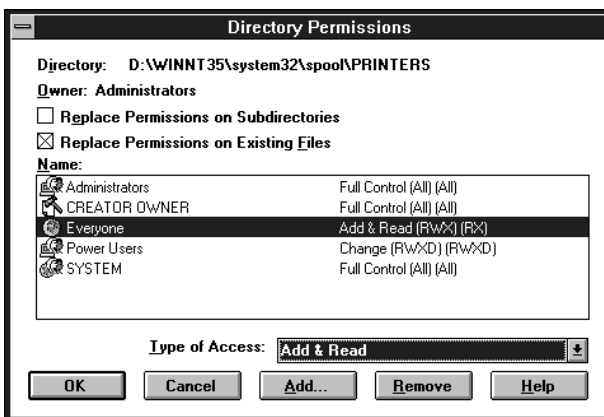 Directory Permissions
Directory: D:\WINNT35\system32\spool\PRINTERS
Owner: Administrators
Replace Permissions on Subdirectories
Replace Permissions on Existing Files
Name:
Administrators Full Control (All) (All)
CREATOR OWNER Full Control (All) (All)
Everyone Add & Read (RWX) (RX)
Power Users Change (RWXD) (RWXD)
SYSTEM Full Control (All) (All)
Type of Access: Add & Read
OK Cancel Add... Remove Help